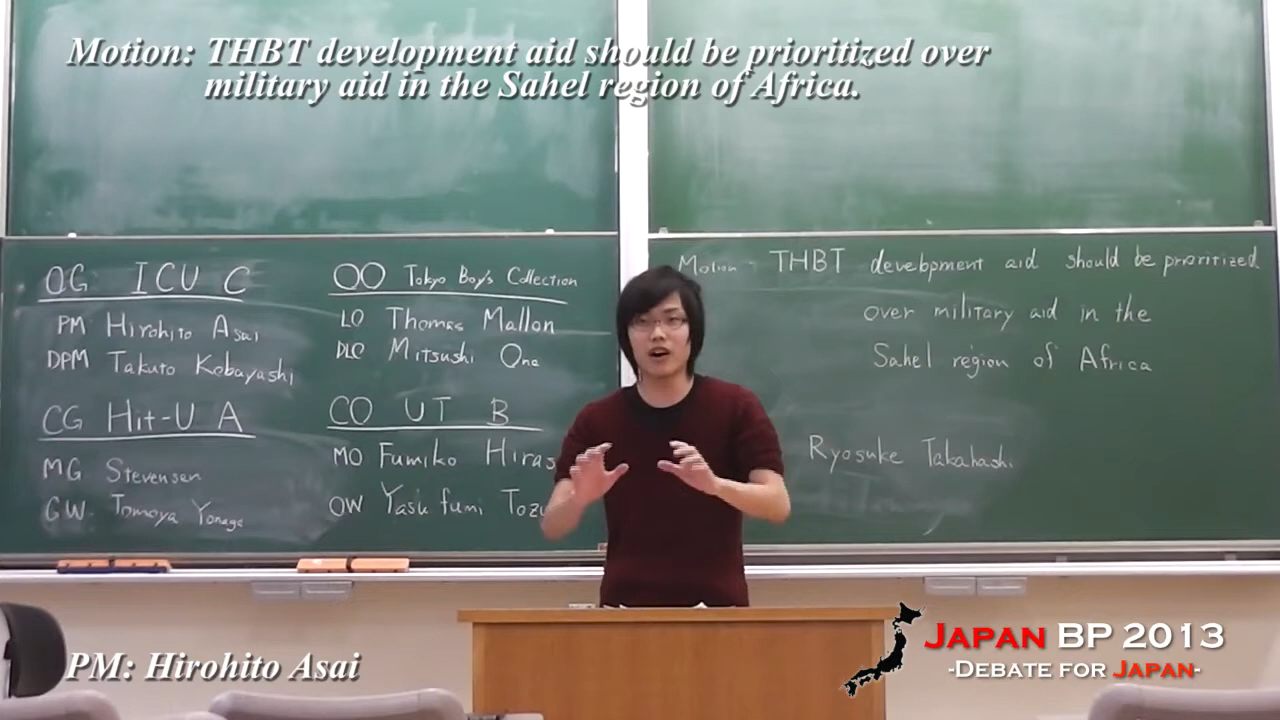 Motion: THBT development aid should be prioritized over
military aid in the Sahel region of Africa.
OG ICU C
PM Hirohito Asai
DPM Takuto Kobayashi
CG Hit-U A
MG Stevensen
GW Tomoya Yonaga
OO Tokyo Boy's Collection
LO Thomas Mallon
DLO Mitsushi Ono
CO UT B
MO Fumiko Hiras
OW Yasufumi Tozu
Motion THBT development aid should be prioritized
over military aid in the
Sahel region of Africa
Ryosuke Takahashi
PM: Hirohito Asai
JAPAN BP 2013
-DEBATE FOR JAPAN-